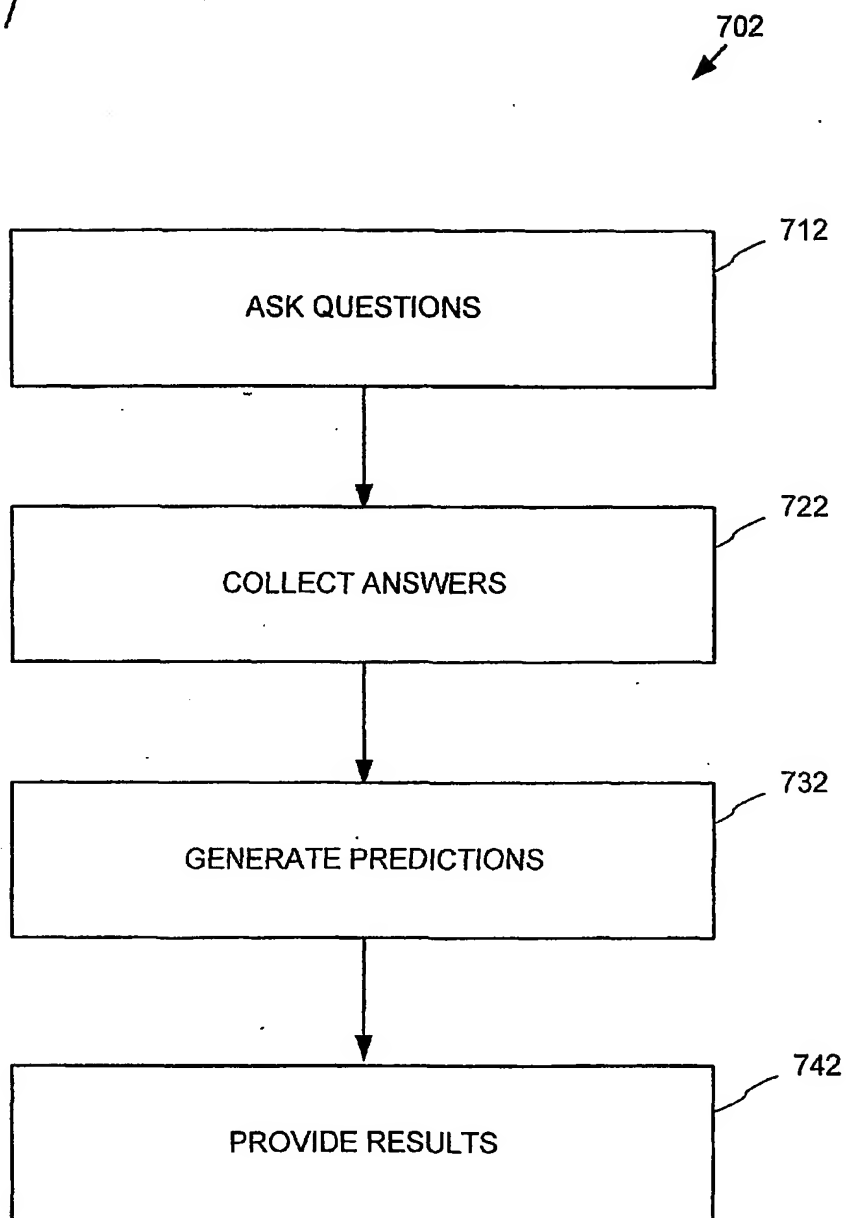 702
712
ASK QUESTIONS
722
COLLECT ANSWERS
732
GENERATE PREDICTIONS
742
PROVIDE RESULTS